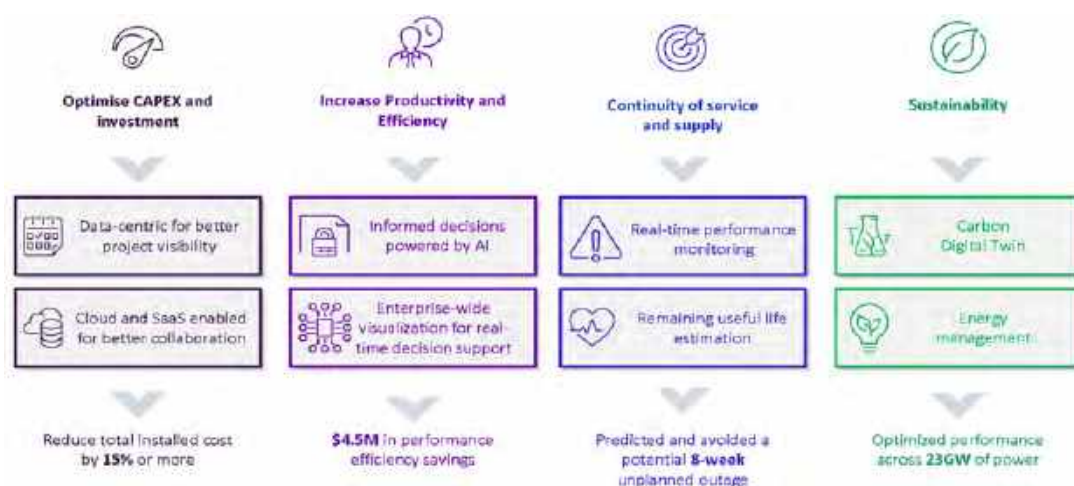 Optimise CAPEX and
investment
Data-centric for better
project visibility
Cloud and SaaS enabled
for better collaboration
Reduce total installed cost
by 15% or more
Increase Productivity and
Efficiency
Informed decisions
powered by AI
Enterprise-wide
visualization for real-
time decision support
$4.5M in performance
efficiency savings
Continuity of service
and supply
Real-time performance
monitoring
Remaining useful life
estimation
Predicted and avoided a
potential 8-week
unplanned outage
Sustainability
Carbon
Digital Twin
Energy
management
Optimized performance
across 23GW of power